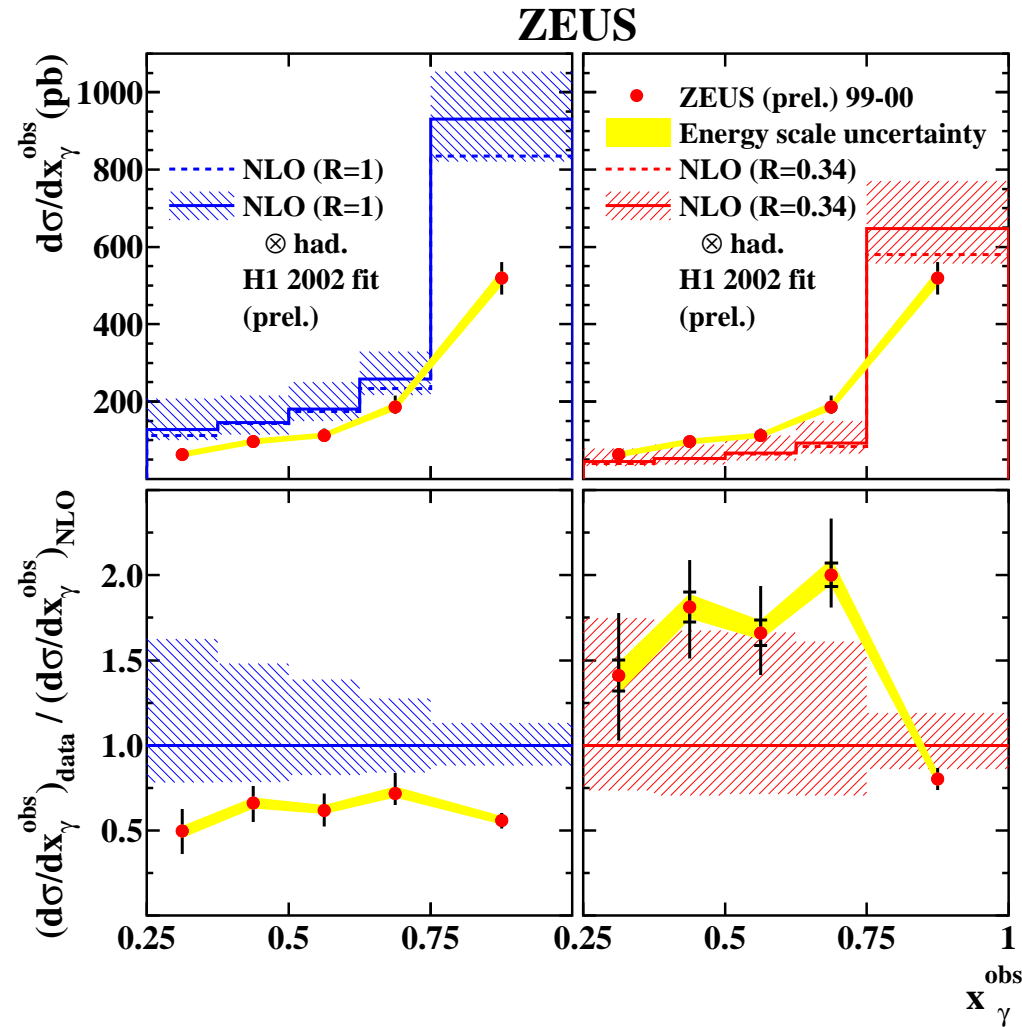 ZEUS
dσ/dx_γ^obs (pb)
1000
800
600
400
200
NLO (R=1)
NLO (R=1)
⊗ had.
H1 2002 fit
(prel.)
ZEUS (prel.) 99-00
Energy scale uncertainty
NLO (R=0.34)
NLO (R=0.34)
⊗ had.
H1 2002 fit
(prel.)
(dσ/dx_γ^obs)_data / (dσ/dx_γ^obs)_NLO
2.0
1.5
1.0
0.5
0.25 0.5 0.75 0.25 0.5 0.75 1
x_γ^obs